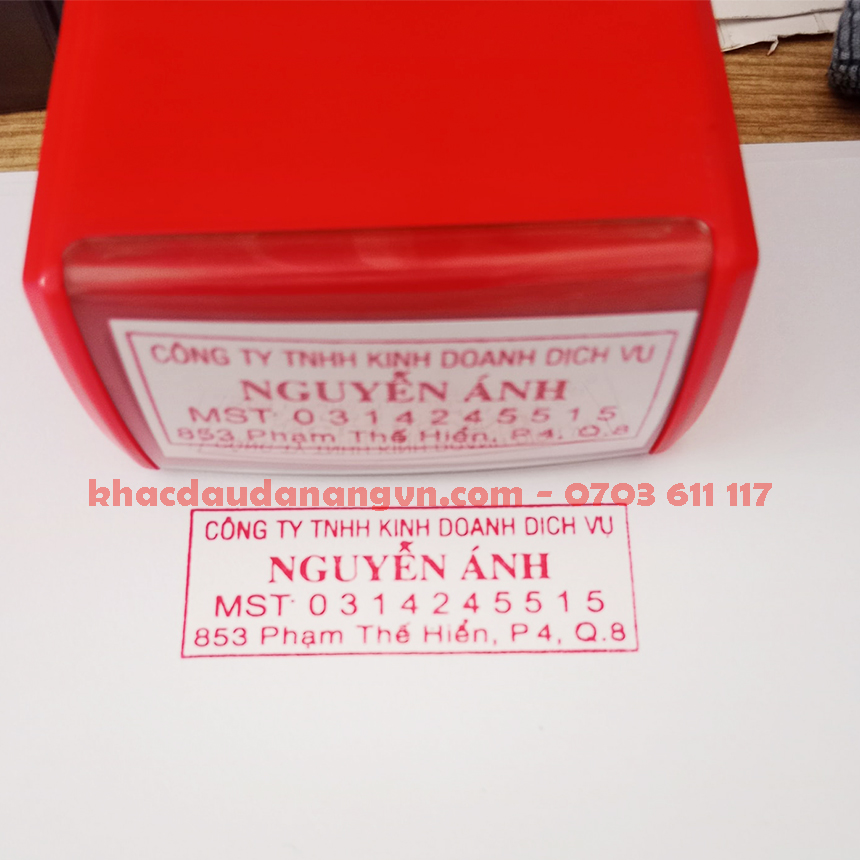 CÔNG TY TNHH KINH DOANH DỊCH VỤ
NGUYỄN ÁNH
MST: 0314245515
853 Phạm Thế Hiển, P.4, Q.8
khacdaudanangvn.com - 0703 611 117
CÔNG TY TNHH KINH DOANH DỊCH VỤ
NGUYỄN ÁNH
MST: 0314245515
853 Phạm Thế Hiển, P.4, Q.8